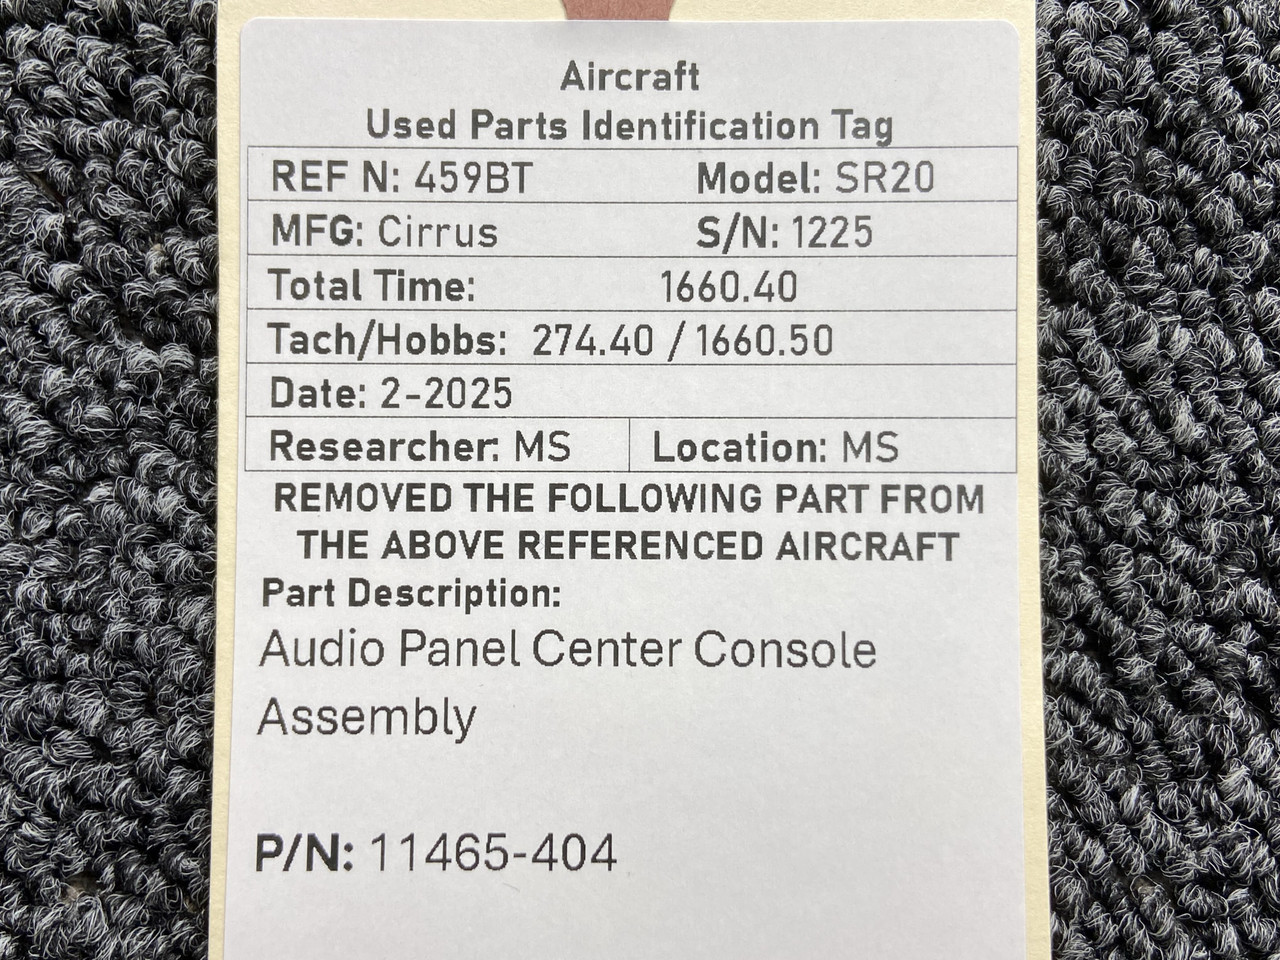 Aircraft
Used Parts Identification Tag
REF N: 459BT Model: SR20
MFG: Cirrus S/N: 1225
Total Time: 1660.40
Tach/Hobbs: 274.40 / 1660.50
Date: 2-2025
Researcher: MS Location: MS
REMOVED THE FOLLOWING PART FROM
THE ABOVE REFERENCED AIRCRAFT
Part Description:
Audio Panel Center Console
Assembly
P/N: 11465-404